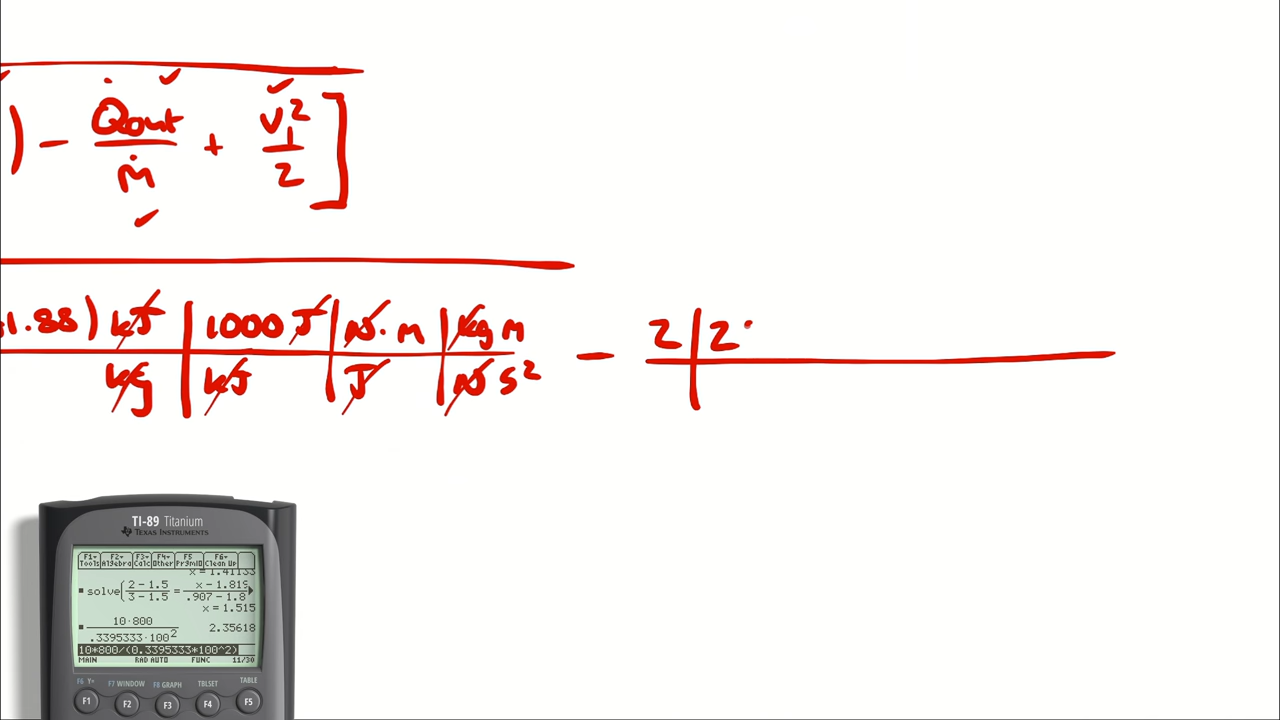 ) - Q̇out/ṁ + V₁²/2 ]
1.88) kJ | 1000 J | N·m | kg m - 2 | 2
kg | kJ | J | N s²
TI-89 Titanium
TEXAS INSTRUMENTS
F1 F2 F3 F4 F5 F6
Tools Algebra Calc Other PrgmIO Clean Up
x = 1.41133
solve( (2 - 1.5)/(3 - 1.5) = (x - 1.819)/(.907 - 1.8
x = 1.515
10·800/(.3395333·100²) 2.35618
10*800/(0.3395333*100^2)
MAIN RAD AUTO FUNC 11/30
F6 Y= F7 WINDOW F8 GRAPH TBLSET TABLE
F1 F2 F3 F4 F5